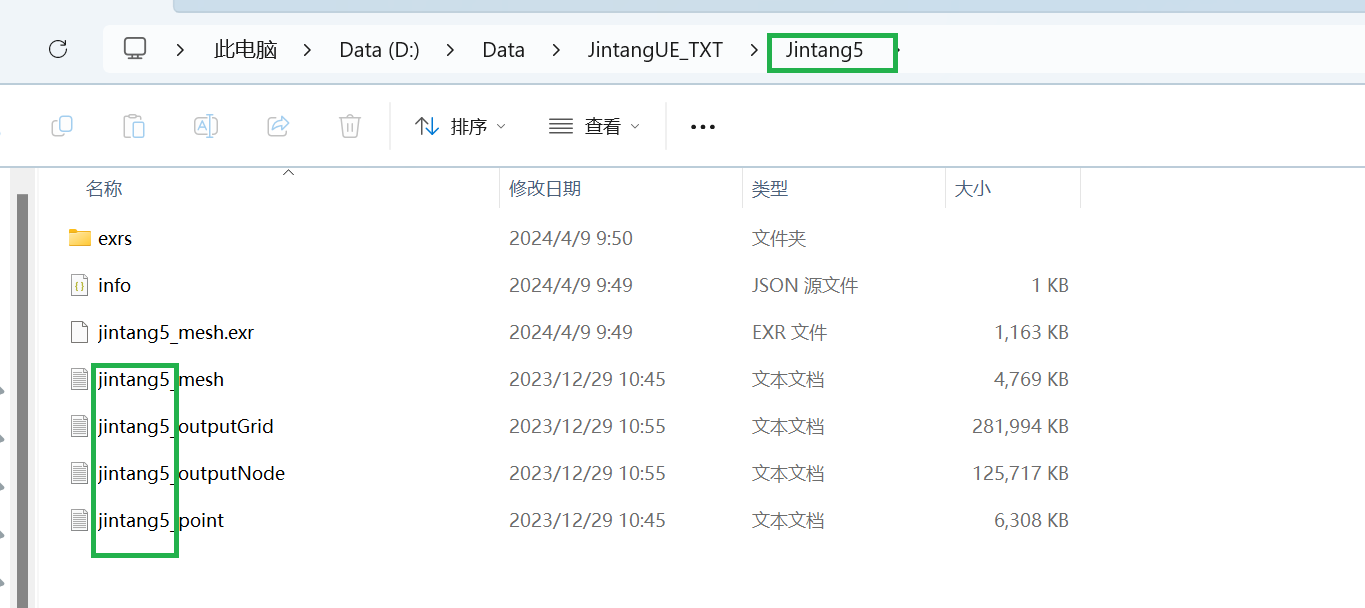 此电脑 > Data (D:) > Data > JintangUE_TXT > Jintang5
排序 查看 ...
名称 修改日期 类型 大小
exrs 2024/4/9 9:50 文件夹
info 2024/4/9 9:49 JSON 源文件 1 KB
jintang5_mesh.exr 2024/4/9 9:49 EXR 文件 1,163 KB
jintang5_mesh 2023/12/29 10:45 文本文档 4,769 KB
jintang5_outputGrid 2023/12/29 10:55 文本文档 281,994 KB
jintang5_outputNode 2023/12/29 10:55 文本文档 125,717 KB
jintang5_point 2023/12/29 10:45 文本文档 6,308 KB